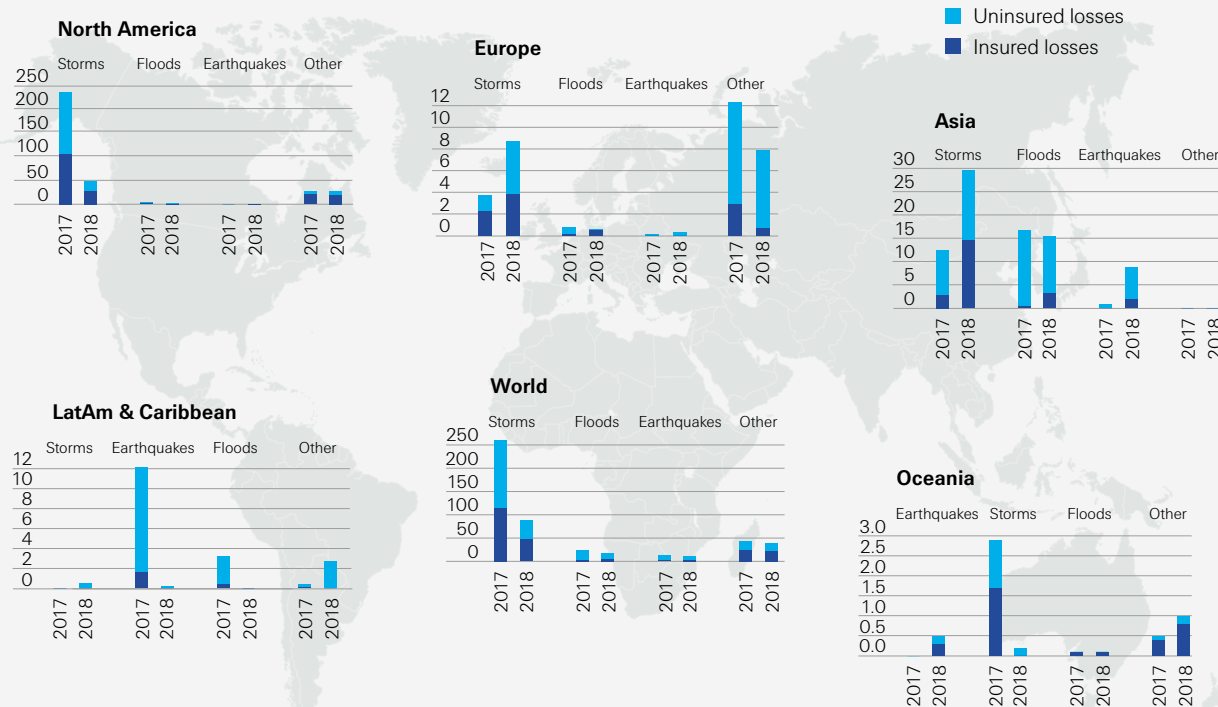 Uninsured losses
Insured losses
North America
Storms Floods Earthquakes Other
250
200
150
100
50
0
2017 2018 2017 2018 2017 2018 2017 2018
Europe
Storms Floods Earthquakes Other
12
10
8
6
4
2
0
2017 2018 2017 2018 2017 2018 2017 2018
Asia
Storms Floods Earthquakes Other
30
25
20
15
10
5
0
2017 2018 2017 2018 2017 2018 2017 2018
LatAm & Caribbean
Storms Earthquakes Floods Other
12
10
8
6
4
2
0
2017 2018 2017 2018 2017 2018 2017 2018
World
Storms Floods Earthquakes Other
250
200
150
100
50
0
2017 2018 2017 2018 2017 2018 2017 2018
Oceania
Earthquakes Storms Floods Other
3.0
2.5
2.0
1.5
1.0
0.5
0.0
2017 2018 2017 2018 2017 2018 2017 2018